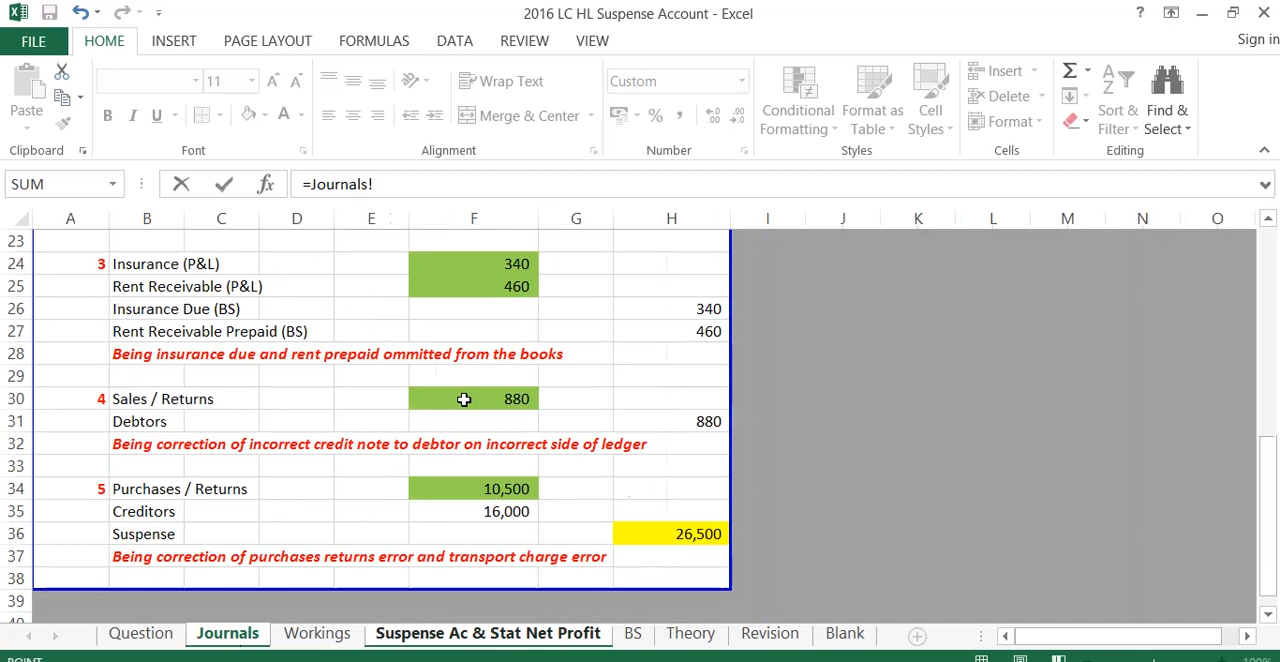 2016 LC HL Suspense Account - Excel
?
FILE HOME INSERT PAGE LAYOUT FORMULAS DATA REVIEW VIEW Sign in
Paste 11 A A Wrap Text Custom Conditional Formatting Format as Table Cell Styles Insert Delete Format Sort & Filter Find & Select
B I U A Merge & Center % ,
Clipboard Font Alignment Number Styles Cells Editing
SUM fx =Journals!
A B C D E F G H I J K L M N O
23
24 3 Insurance (P&L) 340
25 Rent Receivable (P&L) 460
26 Insurance Due (BS) 340
27 Rent Receivable Prepaid (BS) 460
28 Being insurance due and rent prepaid ommitted from the books
29
30 4 Sales / Returns 880
31 Debtors 880
32 Being correction of incorrect credit note to debtor on incorrect side of ledger
33
34 5 Purchases / Returns 10,500
35 Creditors 16,000
36 Suspense 26,500
37 Being correction of purchases returns error and transport charge error
38
39
Question Journals Workings Suspense Ac & Stat Net Profit BS Theory Revision Blank